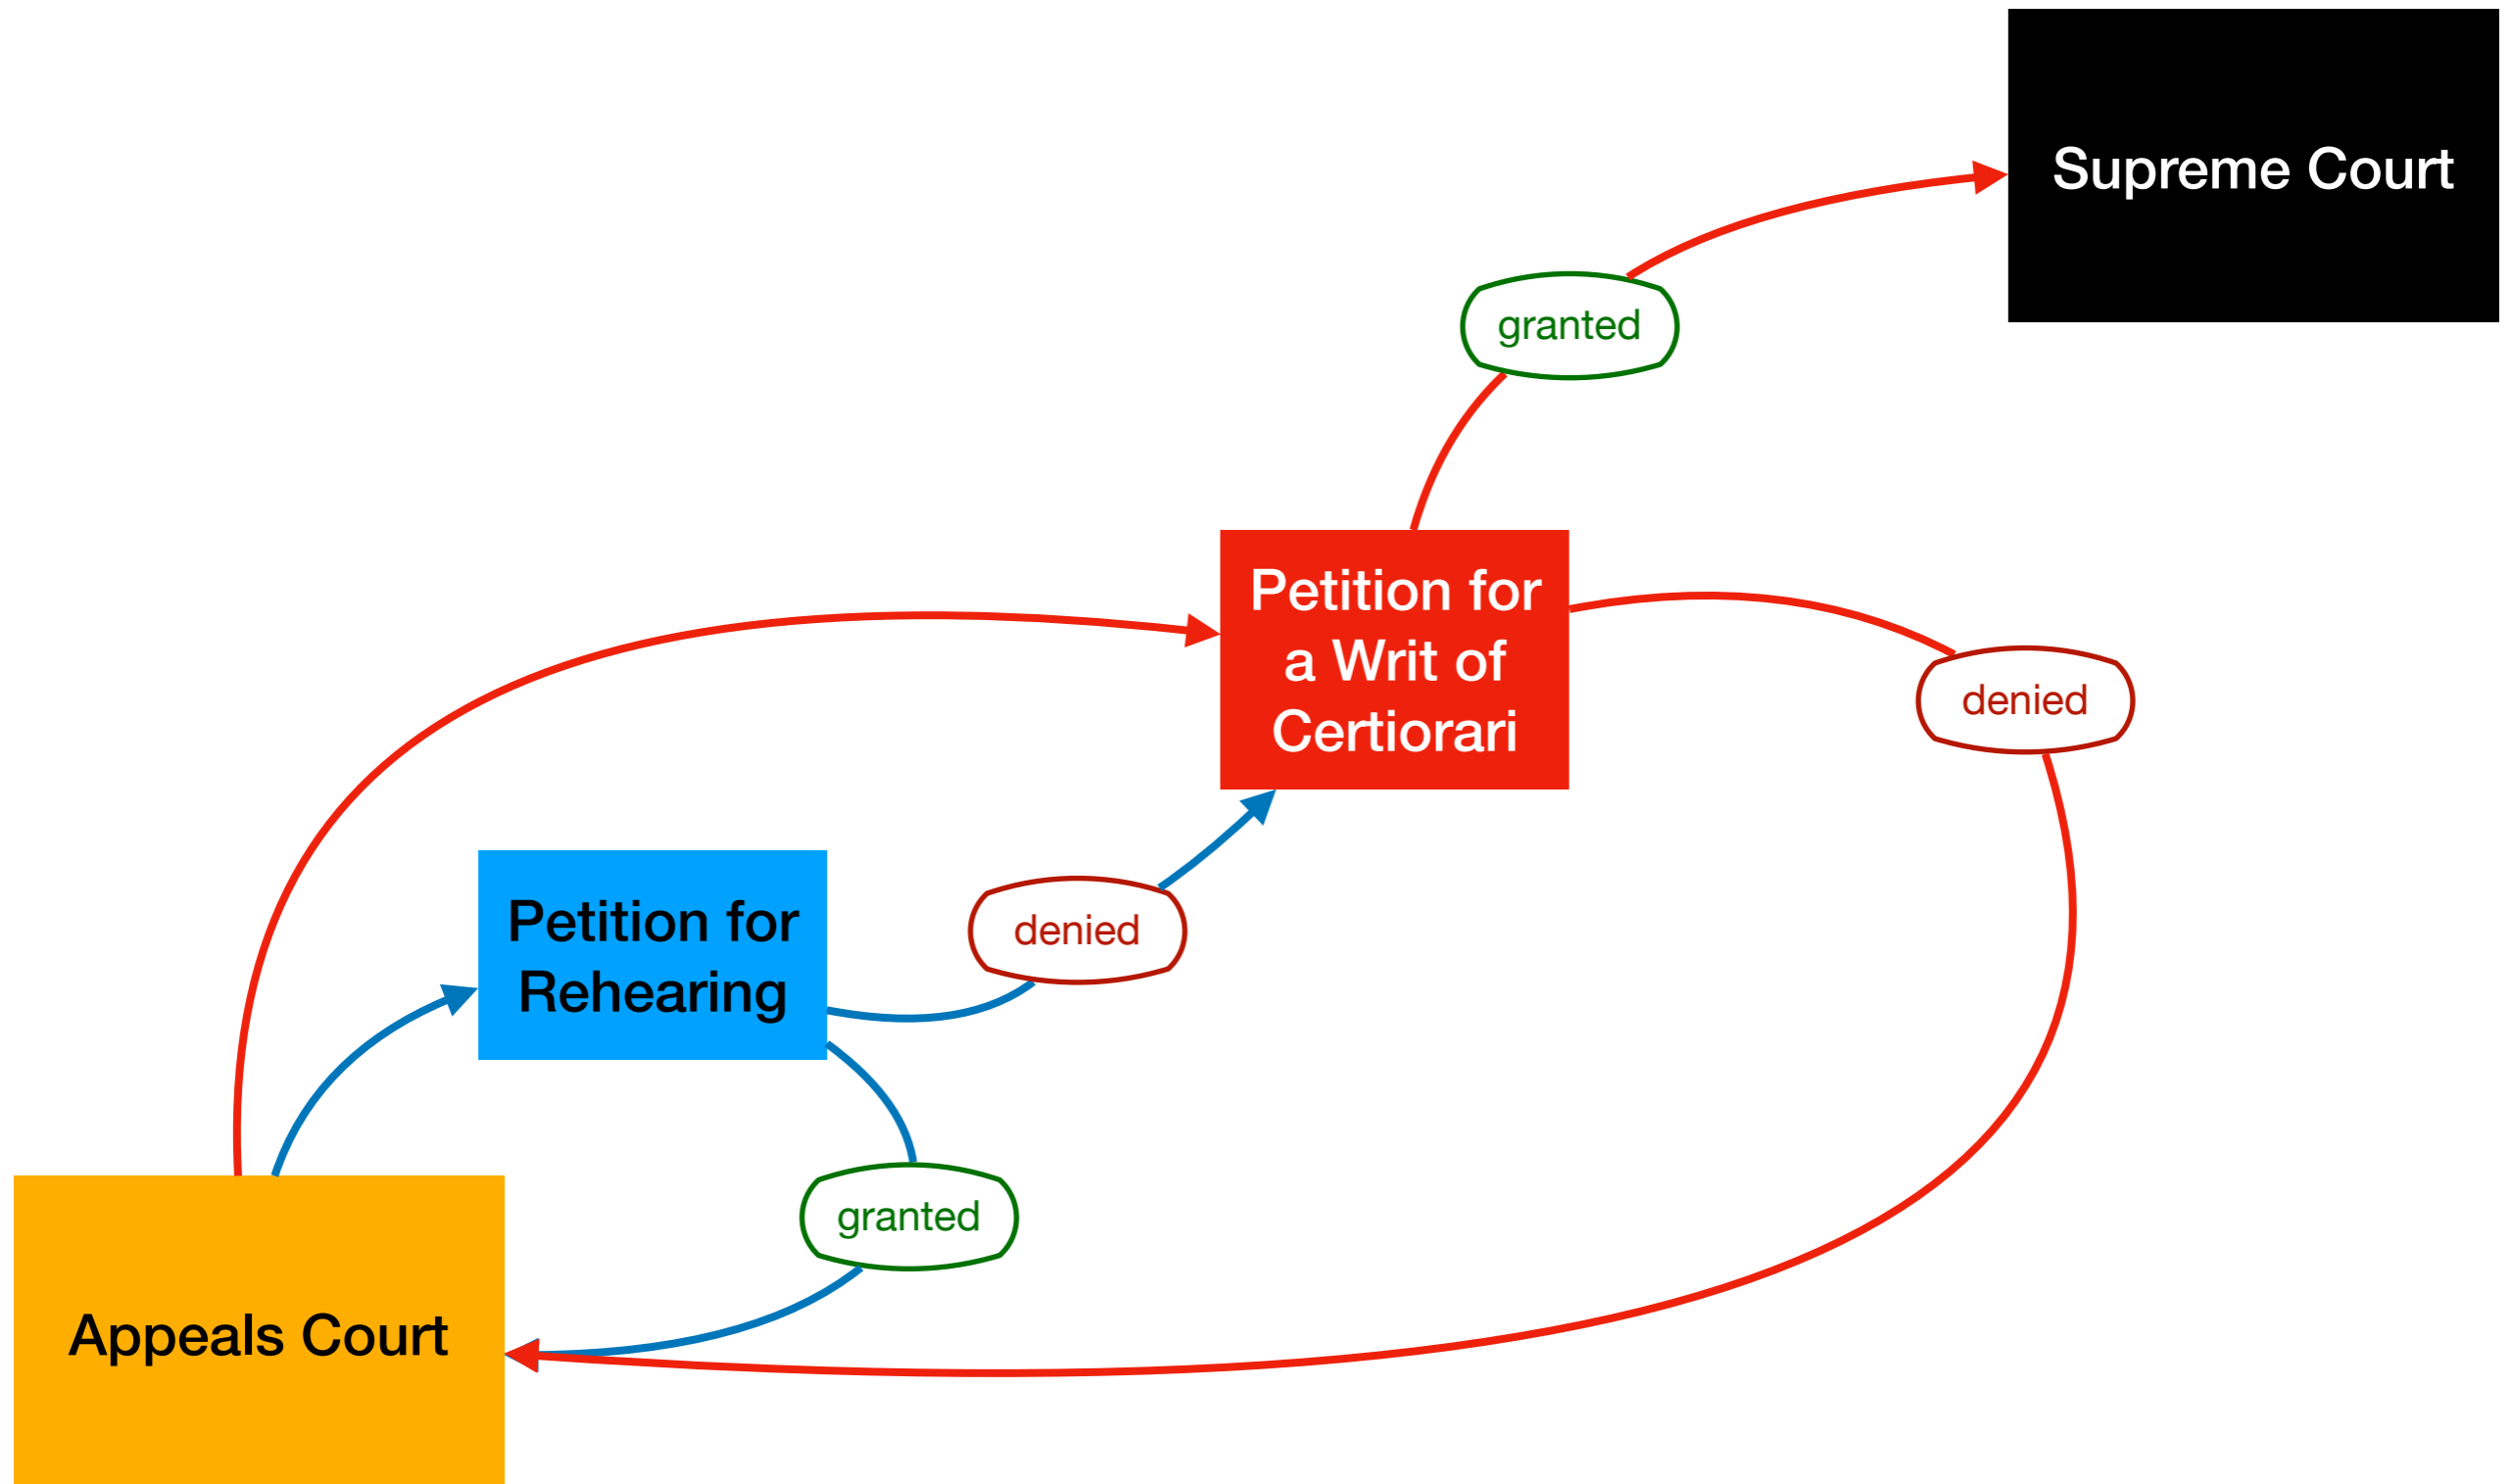 Supreme Court
granted
Petition for
a Writ of
Certiorari
denied
Petition for
Rehearing
denied
granted
Appeals Court